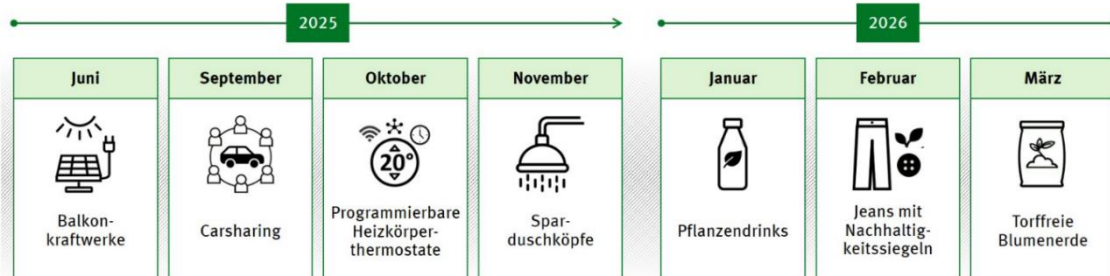 2025
2026
Juni
September
Oktober
November
Januar
Februar
März
20°
Balkon-
kraftwerke
Carsharing
Programmierbare
Heizkörper-
thermostate
Spar-
duschköpfe
Pflanzendrinks
Jeans mit
Nachhaltig-
keitssiegeln
Torffreie
Blumenerde